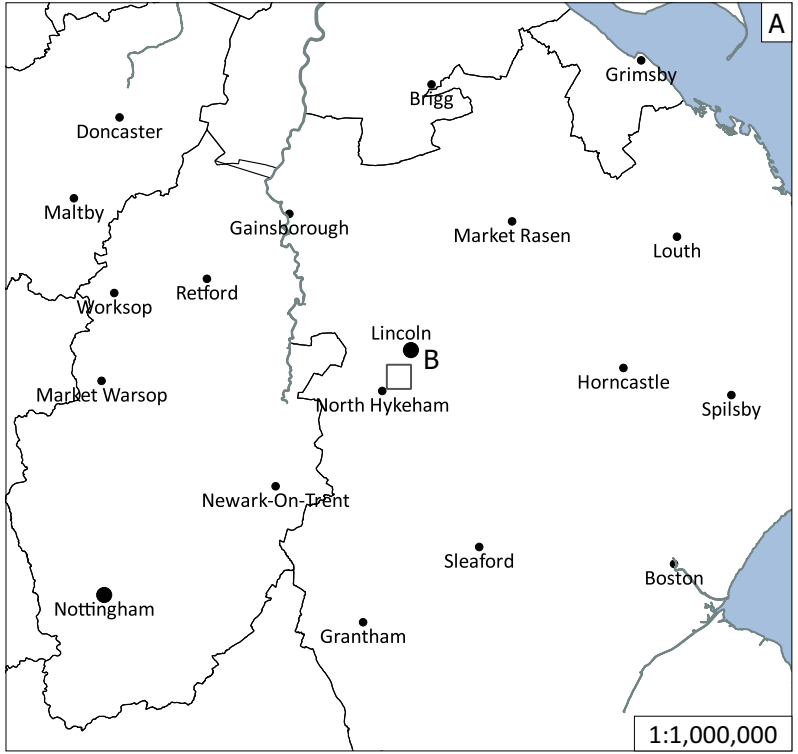 A
Grimsby
Brigg
Doncaster
Maltby
Gainsborough
Market Rasen
Louth
Retford
Worksop
Lincoln
B
Horncastle
Market Warsop
North Hykeham
Spilsby
Newark-On-Trent
Sleaford
Boston
Nottingham
Grantham
1:1,000,000